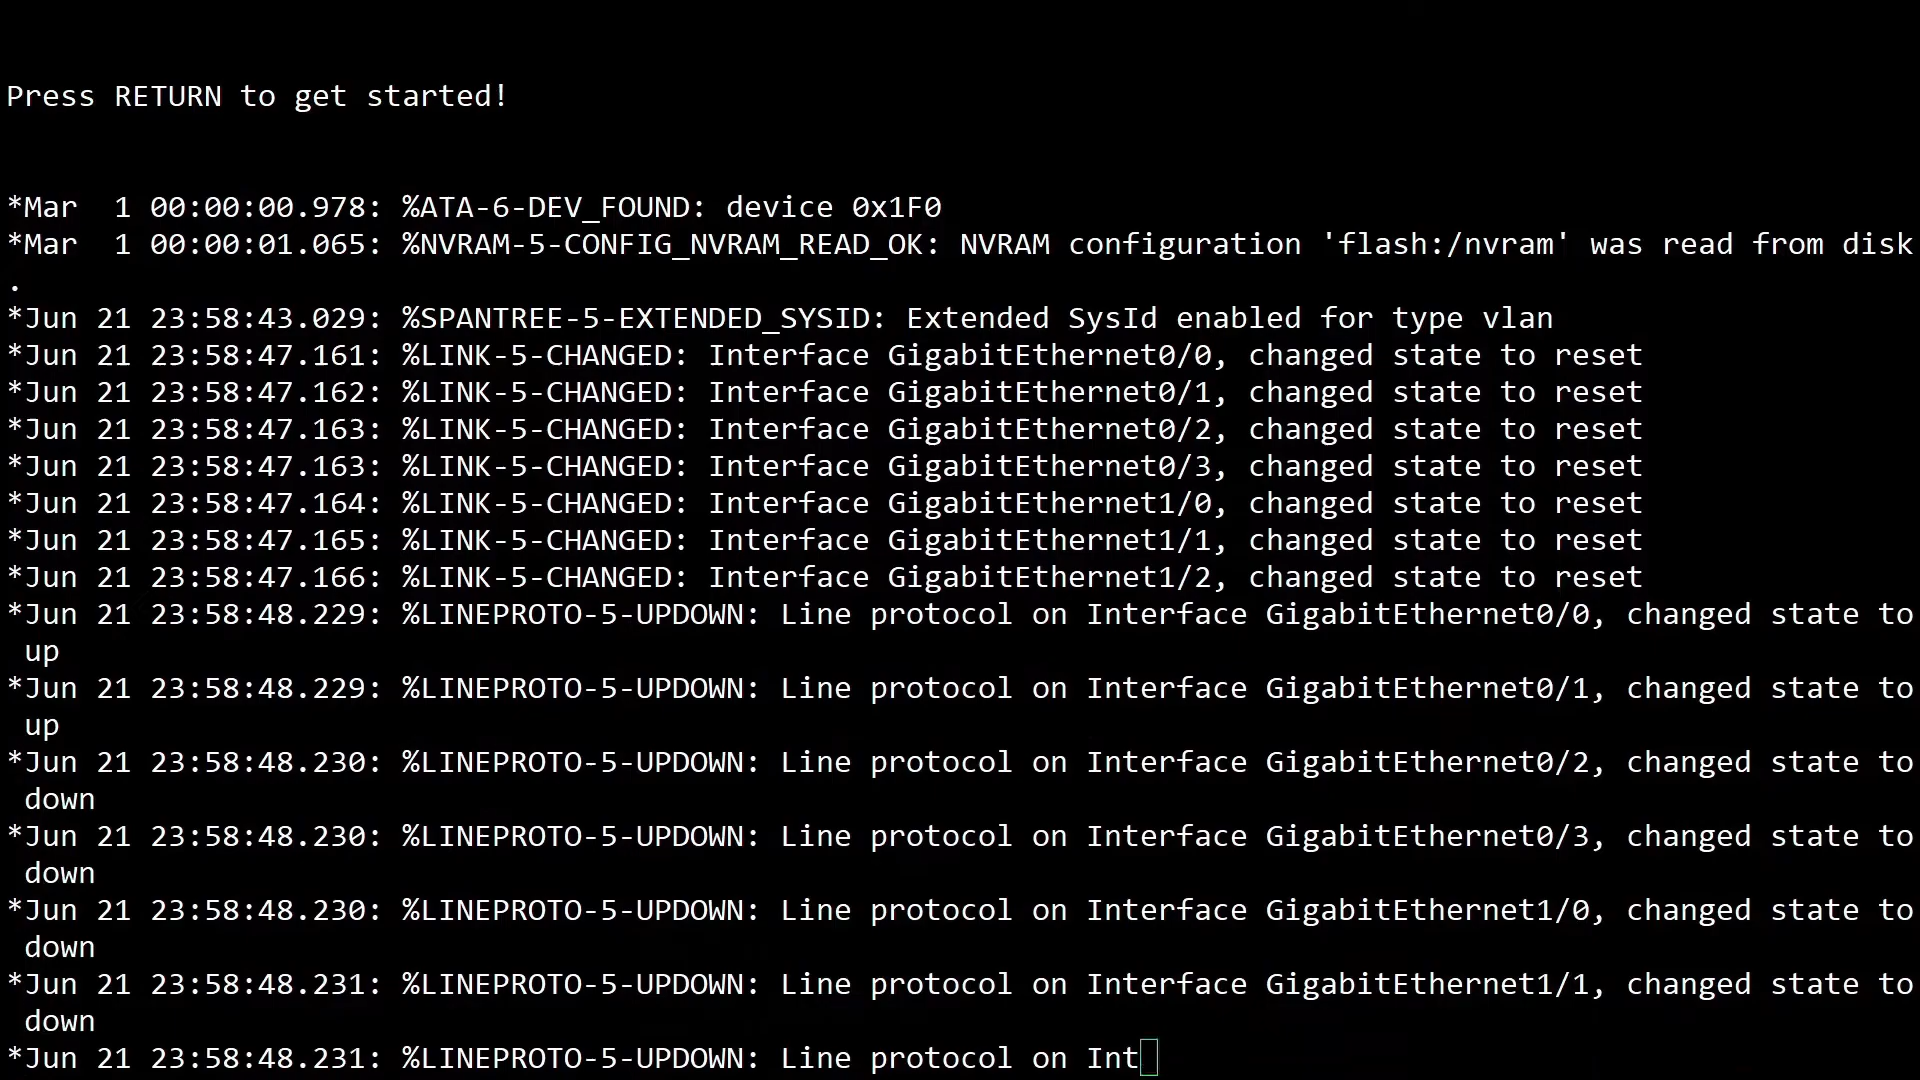 Press RETURN to get started!
*Mar  1 00:00:00.978: %ATA-6-DEV_FOUND: device 0x1F0
*Mar  1 00:00:01.065: %NVRAM-5-CONFIG_NVRAM_READ_OK: NVRAM configuration 'flash:/nvram' was read from disk
.
*Jun 21 23:58:43.029: %SPANTREE-5-EXTENDED_SYSID: Extended SysId enabled for type vlan
*Jun 21 23:58:47.161: %LINK-5-CHANGED: Interface GigabitEthernet0/0, changed state to reset
*Jun 21 23:58:47.162: %LINK-5-CHANGED: Interface GigabitEthernet0/1, changed state to reset
*Jun 21 23:58:47.163: %LINK-5-CHANGED: Interface GigabitEthernet0/2, changed state to reset
*Jun 21 23:58:47.163: %LINK-5-CHANGED: Interface GigabitEthernet0/3, changed state to reset
*Jun 21 23:58:47.164: %LINK-5-CHANGED: Interface GigabitEthernet1/0, changed state to reset
*Jun 21 23:58:47.165: %LINK-5-CHANGED: Interface GigabitEthernet1/1, changed state to reset
*Jun 21 23:58:47.166: %LINK-5-CHANGED: Interface GigabitEthernet1/2, changed state to reset
*Jun 21 23:58:48.229: %LINEPROTO-5-UPDOWN: Line protocol on Interface GigabitEthernet0/0, changed state to
 up
*Jun 21 23:58:48.229: %LINEPROTO-5-UPDOWN: Line protocol on Interface GigabitEthernet0/1, changed state to
 up
*Jun 21 23:58:48.230: %LINEPROTO-5-UPDOWN: Line protocol on Interface GigabitEthernet0/2, changed state to
 down
*Jun 21 23:58:48.230: %LINEPROTO-5-UPDOWN: Line protocol on Interface GigabitEthernet0/3, changed state to
 down
*Jun 21 23:58:48.230: %LINEPROTO-5-UPDOWN: Line protocol on Interface GigabitEthernet1/0, changed state to
 down
*Jun 21 23:58:48.231: %LINEPROTO-5-UPDOWN: Line protocol on Interface GigabitEthernet1/1, changed state to
 down
*Jun 21 23:58:48.231: %LINEPROTO-5-UPDOWN: Line protocol on Int